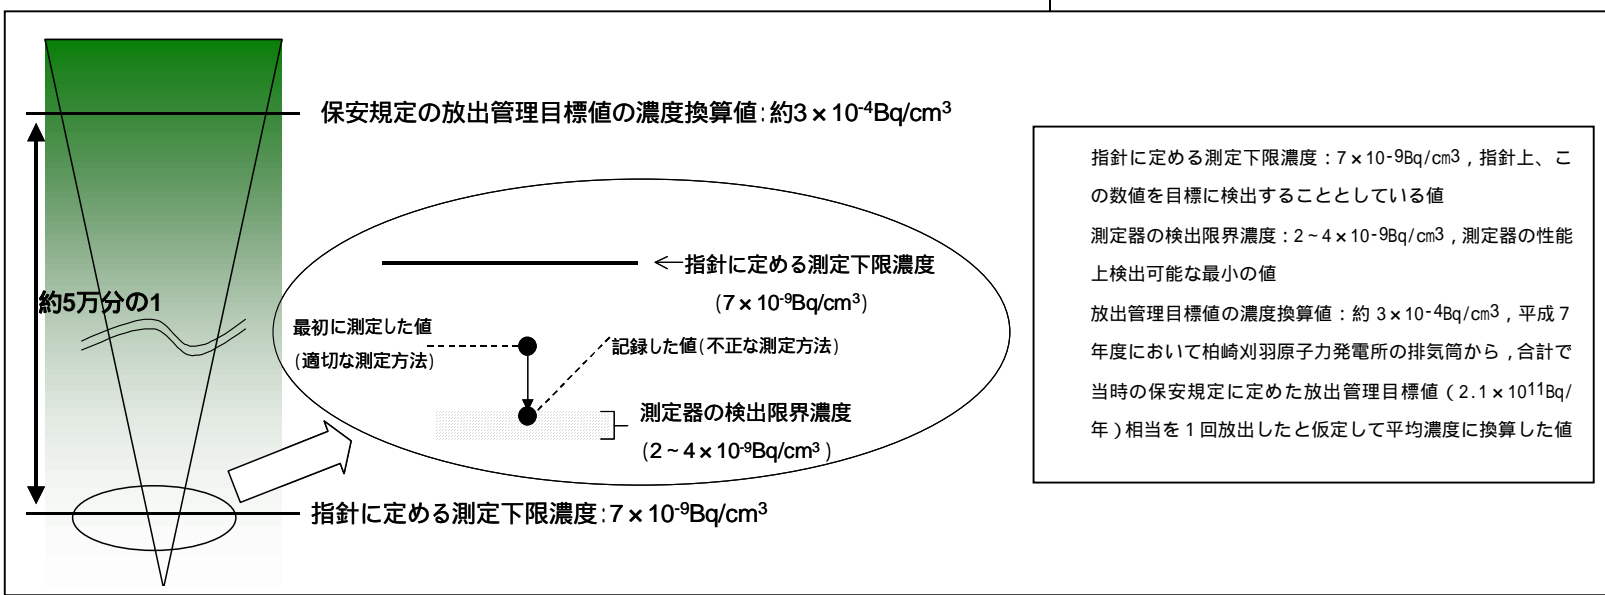 保安規定の放出管理目標値の濃度換算値:約3×10-4Bq/cm3
約5万分の1
←指針に定める測定下限濃度
(7×10-9Bq/cm3)
最初に測定した値
(適切な測定方法)
記録した値(不正な測定方法)
測定器の検出限界濃度
(2~4×10-9Bq/cm3)
指針に定める測定下限濃度:7×10-9Bq/cm3
指針に定める測定下限濃度：7×10-9Bq/cm3，指針上、こ
の数値を目標に検出することとしている値
測定器の検出限界濃度：2~4×10-9Bq/cm3，測定器の性能
上検出可能な最小の値
放出管理目標値の濃度換算値：約 3×10-4Bq/cm3，平成７
年度において柏崎刈羽原子力発電所の排気筒から，合計で
当時の保安規定に定めた放出管理目標値（2.1×1011Bq/
年）相当を１回放出したと仮定して平均濃度に換算した値